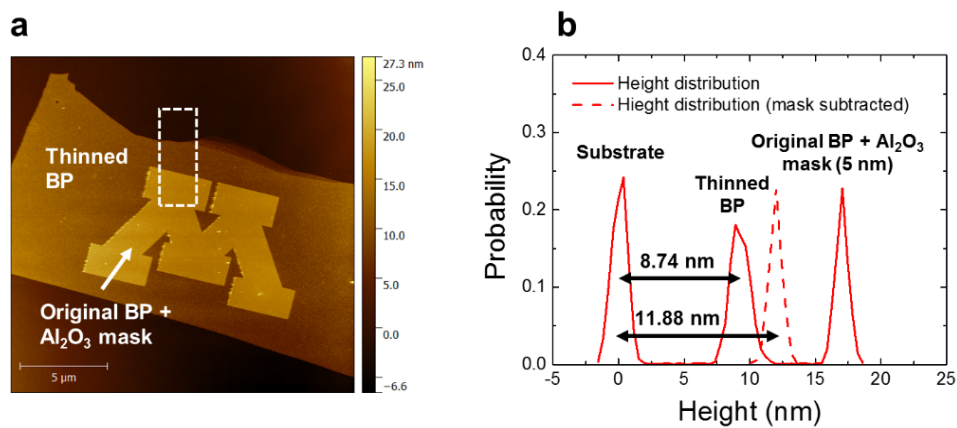 a
27.3 nm
25.0
20.0
15.0
10.0
5.0
0.0
−6.6
Thinned
BP
Original BP +
Al₂O₃ mask
5 μm
b
Probability
0.4
0.3
0.2
0.1
0.0
Height distribution
Hieght distribution (mask subtracted)
Substrate
Thinned
BP
Original BP + Al₂O₃
mask (5 nm)
8.74 nm
11.88 nm
-5
0
5
10
15
20
25
Height (nm)